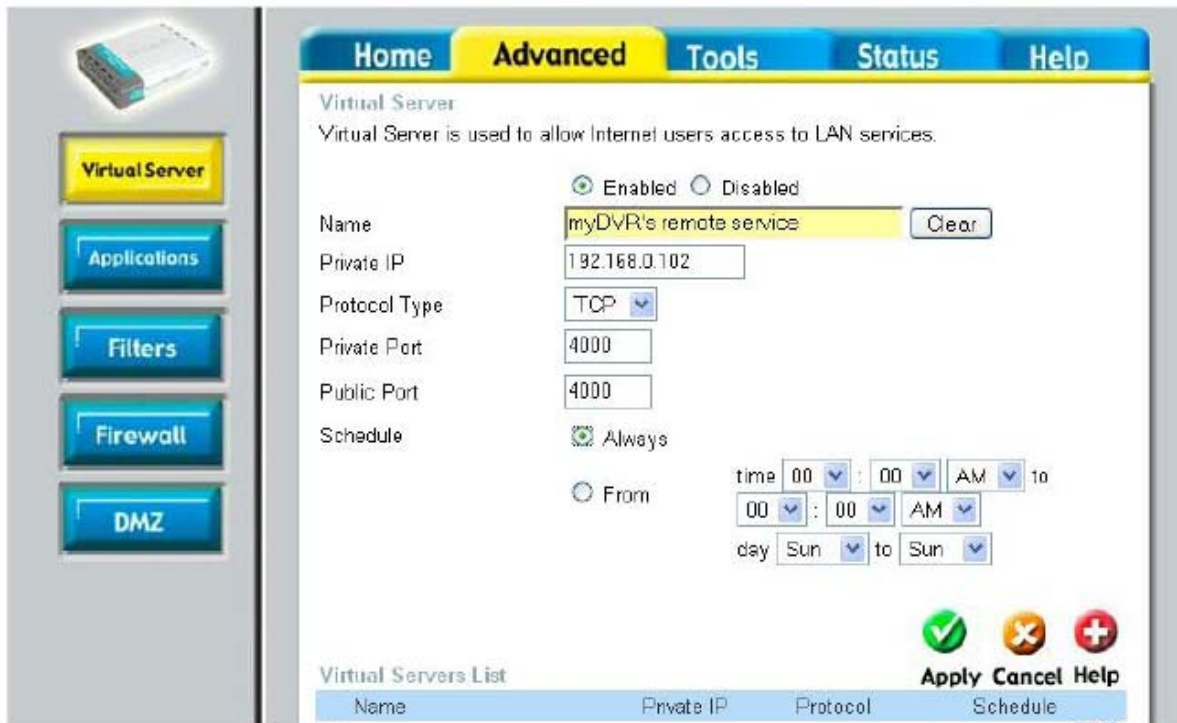 Home Advanced Tools Status Help
Virtual Server
Virtual Server is used to allow Internet users access to LAN services.
Enabled Disabled
Name myDVR's remote service Clear
Private IP 192.168.0.102
Protocol Type TCP
Private Port 4000
Public Port 4000
Schedule Always
From time 00 : 00 AM to
00 : 00 AM
day Sun to Sun
Apply Cancel Help
Virtual Servers List
Name Private IP Protocol Schedule
Virtual Server
Applications
Filters
Firewall
DMZ